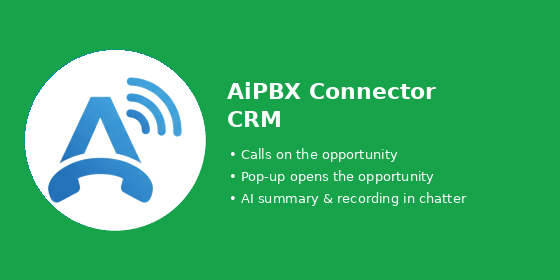 AiPBX Connector
CRM
• Calls on the opportunity
• Pop-up opens the opportunity
• AI summary & recording in chatter